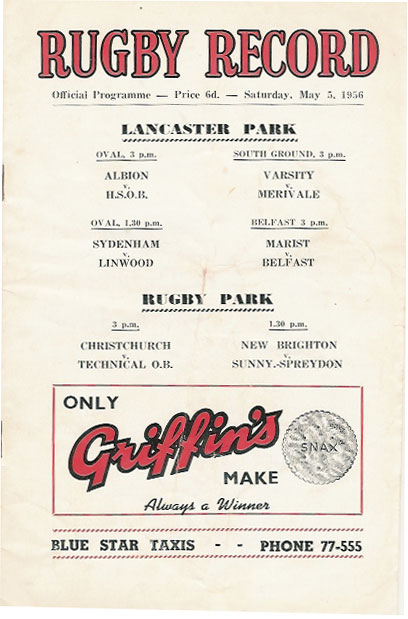 RUGBY RECORD
Official Programme — Price 6d. — Saturday, May 5, 1956
LANCASTER PARK
OVAL, 3 p.m.
ALBION
v.
H.S.O.B.
SOUTH GROUND, 3 p.m.
VARSITY
v.
MERIVALE
OVAL, 1.30 p.m.
SYDENHAM
v.
LINWOOD
BELFAST 3 p.m.
MARIST
v.
BELFAST
RUGBY PARK
3 p.m.
CHRISTCHURCH
v.
TECHNICAL O.B.
1.30 p.m.
NEW BRIGHTON
v.
SUNNY.-SPREYDON
ONLY
Griffin's
SNAX
MAKE
Always a Winner
BLUE STAR TAXIS - - PHONE 77-555